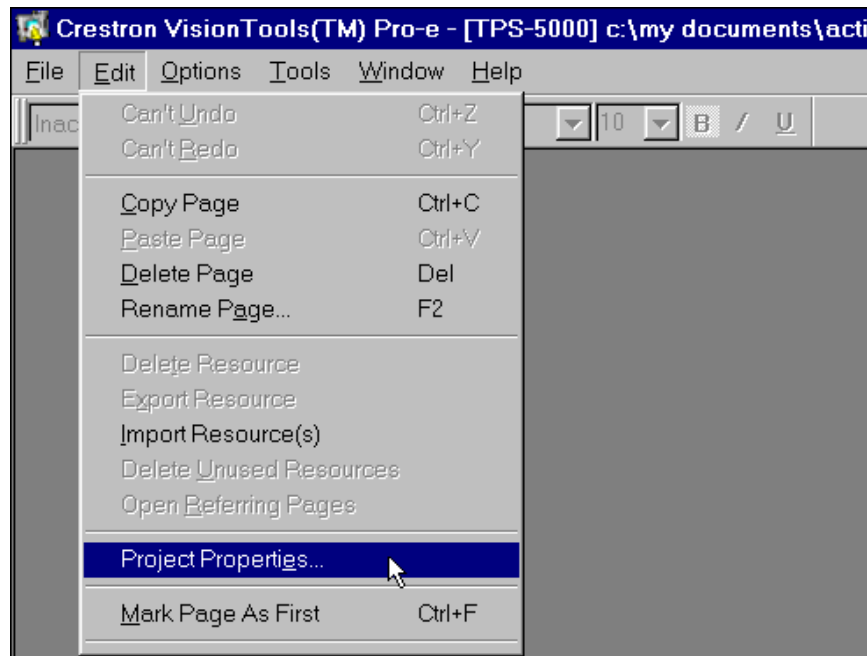 Crestron VisionTools(TM) Pro-e - [TPS-5000] c:\my documents\acti
File Edit Options Tools Window Help
Inac 10 B / U
Can't Undo Ctrl+Z
Can't Redo Ctrl+Y
Copy Page Ctrl+C
Paste Page Ctrl+V
Delete Page Del
Rename Page... F2
Delete Resource
Export Resource
Import Resource(s)
Delete Unused Resources
Open Referring Pages
Project Properties...
Mark Page As First Ctrl+F